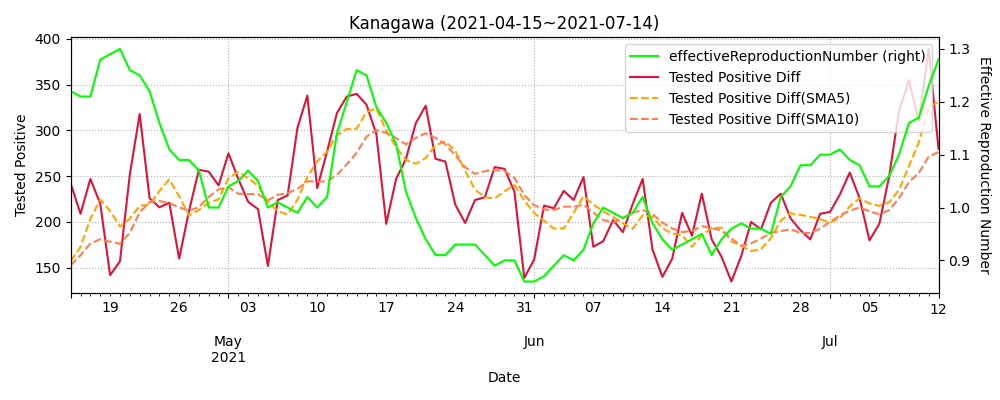 Kanagawa (2021-04-15~2021-07-14)
effectiveReproductionNumber (right)
Tested Positive Diff
Tested Positive Diff(SMA5)
Tested Positive Diff(SMA10)
Tested Positive
400
350
300
250
200
150
Effective Reproduction Number
1.3
1.2
1.1
1.0
0.9
19 26 03 10 17 24 31 07 14 21 28 05 12
May Jun Jul
2021
Date